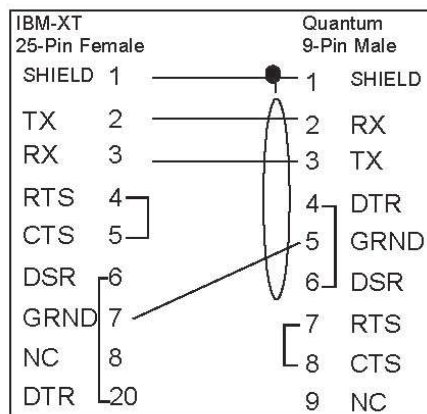 IBM-XT Quantum
25-Pin Female 9-Pin Male
SHIELD 1 1 SHIELD
TX 2 2 RX
RX 3 3 TX
RTS 4 4 DTR
CTS 5 5 GRND
DSR 6 6 DSR
GRND 7 7 RTS
NC 8 8 CTS
DTR 20 9 NC